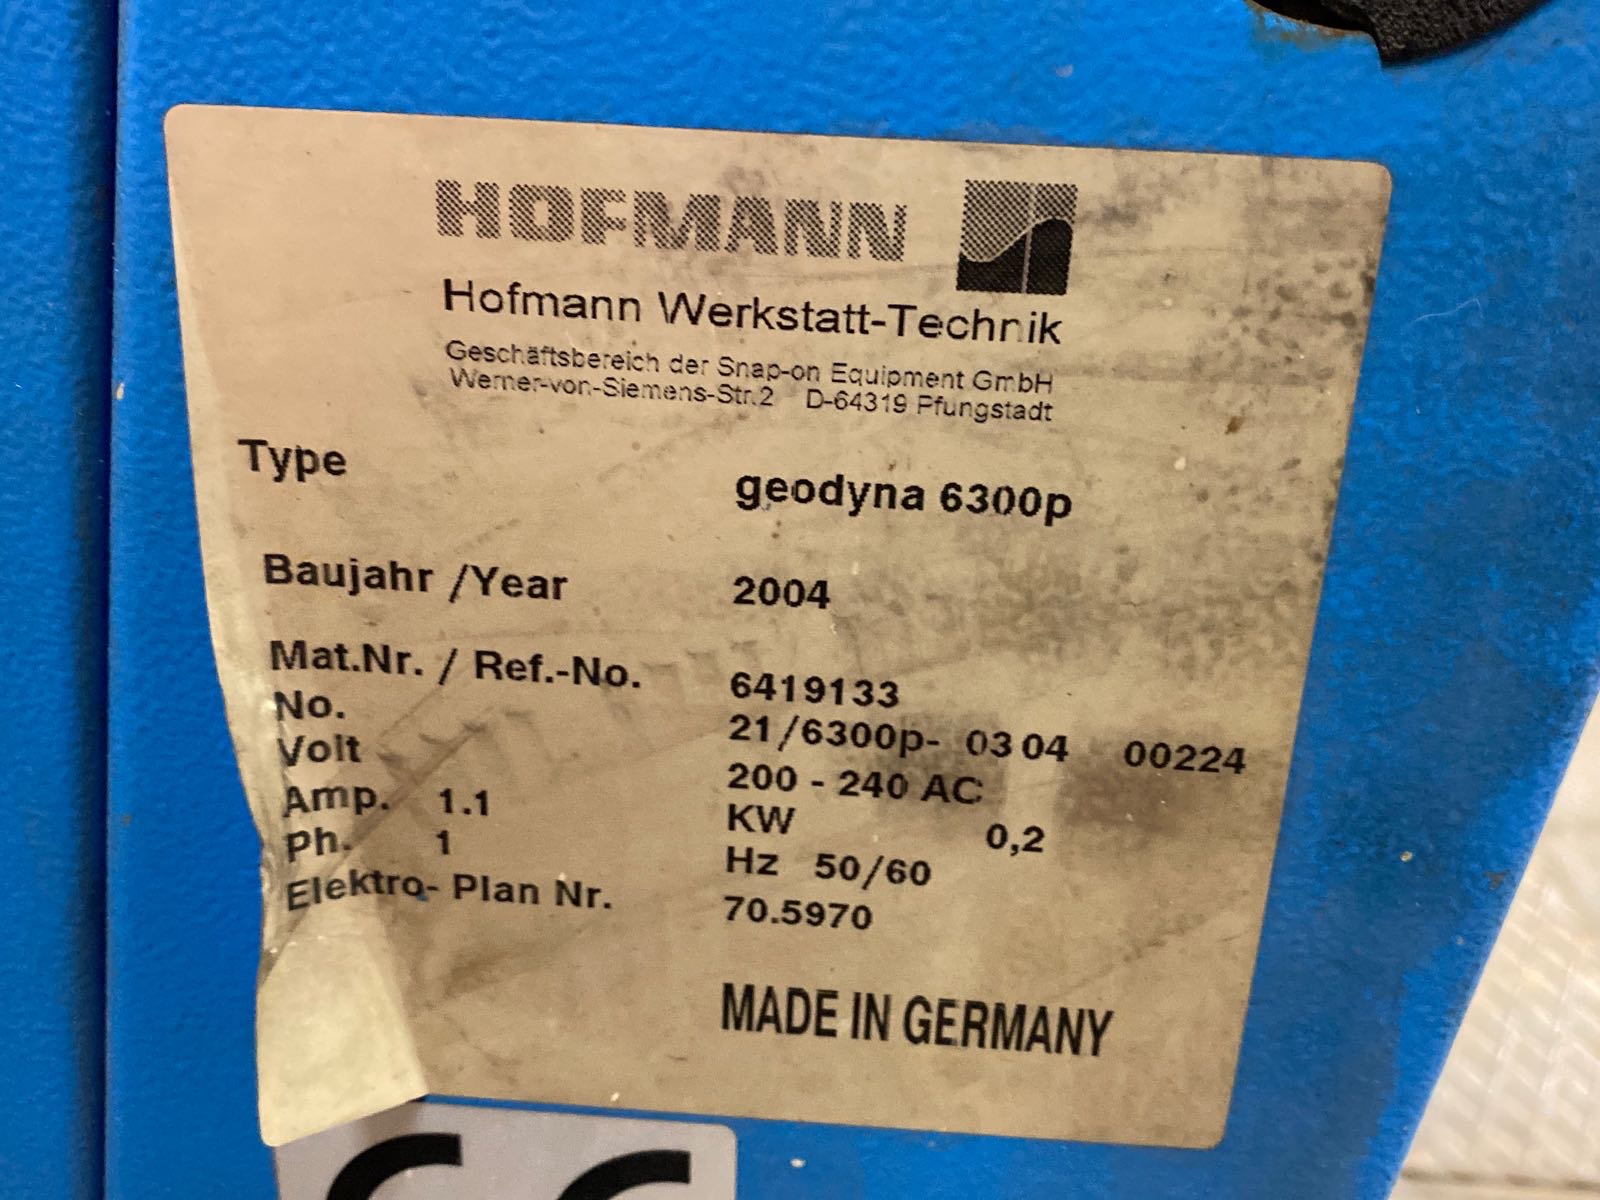 HOFMANN
Hofmann Werkstatt-Technik
Geschäftsbereich der Snap-on Equipment GmbH
Werner-von-Siemens-Str.2 D-64319 Pfungstadt
Type geodyna 6300p
Baujahr /Year 2004
Mat.Nr. / Ref.-No. 6419133
No. 21/6300p- 03 04 00224
Volt 200 - 240 AC
Amp. 1.1 KW 0,2
Ph. 1 Hz 50/60
Elektro- Plan Nr. 70.5970
MADE IN GERMANY
CE